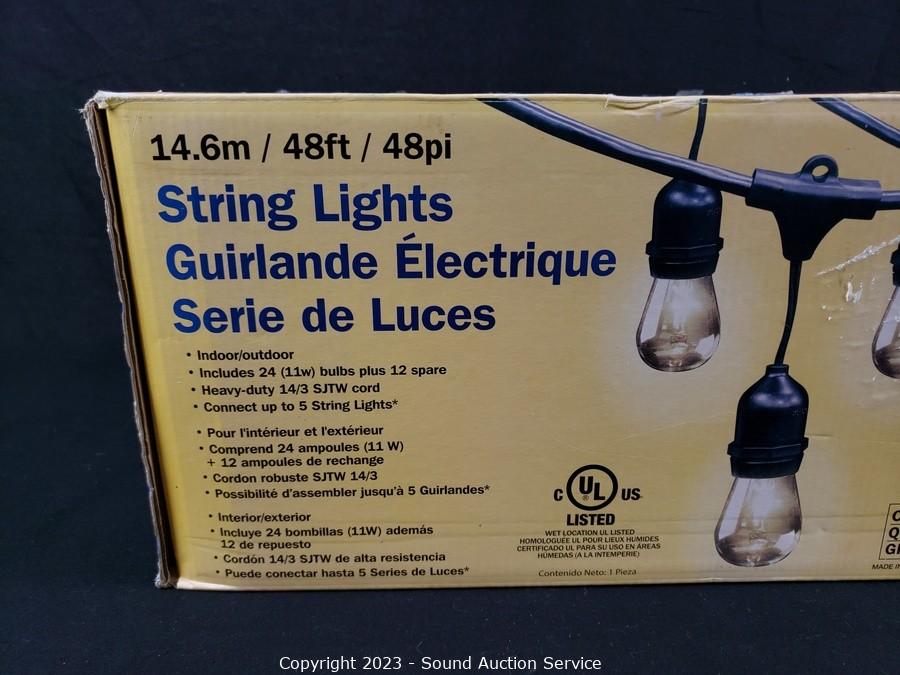 14.6m / 48ft / 48pi
String Lights
Guirlande Électrique
Serie de Luces
• Indoor/outdoor
• Includes 24 (11w) bulbs plus 12 spare
• Heavy-duty 14/3 SJTW cord
• Connect up to 5 String Lights*
• Pour l'intérieur et l'extérieur
• Comprend 24 ampoules (11 W)
+ 12 ampoules de rechange
• Cordon robuste SJTW 14/3
• Possibilité d'assembler jusqu'à 5 Guirlandes*
• Interior/exterior
• Incluye 24 bombillas (11W) además
12 de repuesto
• Cordón 14/3 SJTW de alta resistencia
• Puede conectar hasta 5 Series de Luces*
C UL ® US
LISTED
WET LOCATION UL LISTED
HOMOLOGUÉE UL POUR LIEUX HUMIDES
CERTIFICADO UL PARA SU USO EN ÁREAS
HÚMEDAS (A LA INTEMPERIE)
Contenido Neto: 1 Pieza
MADE IN
Copyright 2023 - Sound Auction Service